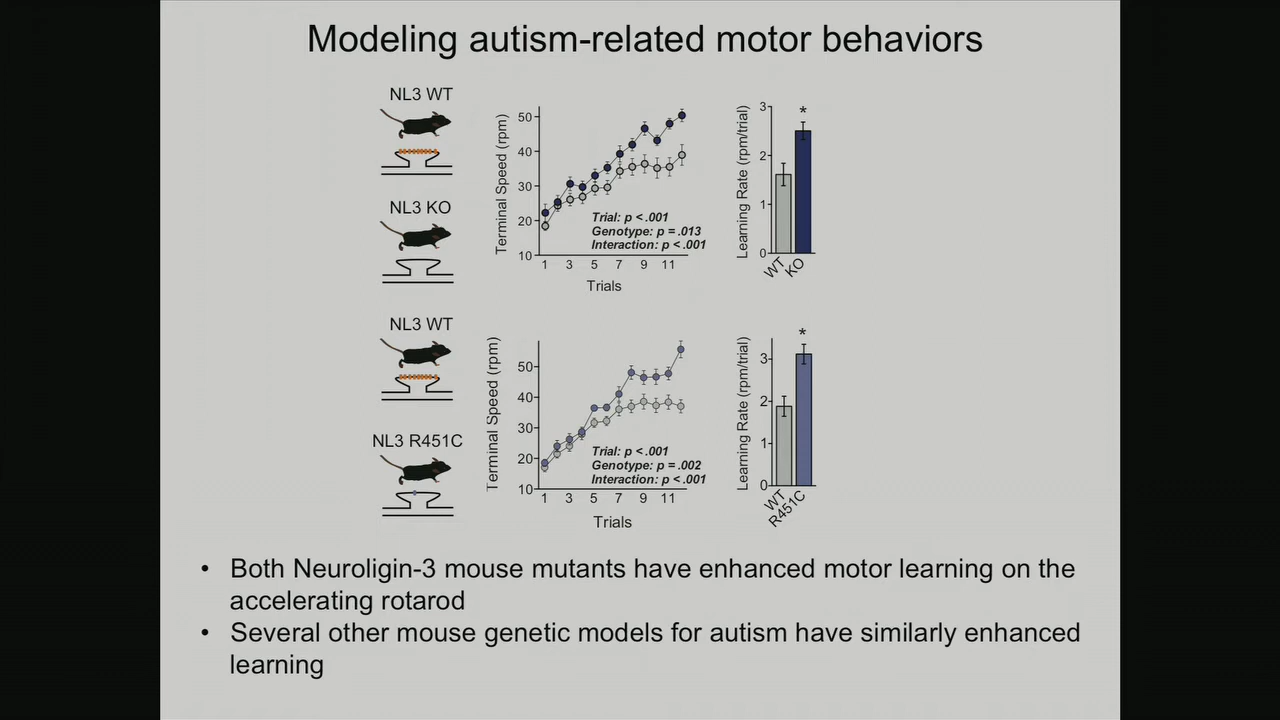 Modeling autism-related motor behaviors
NL3 WT
NL3 KO
Terminal Speed (rpm)
50
40
30
20
10
1 3 5 7 9 11
Trials
Trial: p < .001
Genotype: p = .013
Interaction: p < .001
Learning Rate (rpm/trial)
3
2
1
0
*
WT
KO
NL3 WT
NL3 R451C
Terminal Speed (rpm)
50
40
30
20
10
1 3 5 7 9 11
Trials
Trial: p < .001
Genotype: p = .002
Interaction: p < .001
Learning Rate (rpm/trial)
3
2
1
0
*
WT
R451C
• Both Neuroligin-3 mouse mutants have enhanced motor learning on the
accelerating rotarod
• Several other mouse genetic models for autism have similarly enhanced
learning